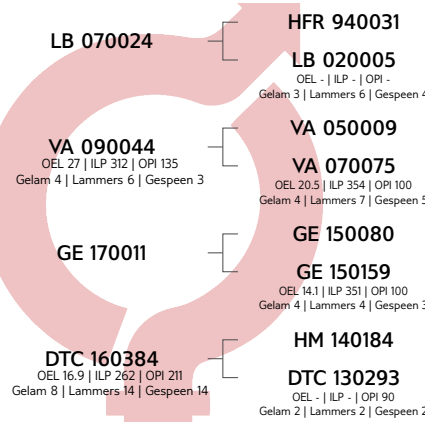 LB 070024
HFR 940031
LB 020005
OEL - | ILP - | OPI -
Gelam 3 | Lammers 6 | Gespeen 4
VA 090044
OEL 27 | ILP 312 | OPI 135
Gelam 4 | Lammers 6 | Gespeen 3
VA 050009
VA 070075
OEL 20.5 | ILP 354 | OPI 100
Gelam 4 | Lammers 7 | Gespeen 5
GE 170011
GE 150080
GE 150159
OEL 14.1 | ILP 351 | OPI 100
Gelam 4 | Lammers 4 | Gespeen 3
DTC 160384
OEL 16.9 | ILP 262 | OPI 211
Gelam 8 | Lammers 14 | Gespeen 14
HM 140184
DTC 130293
OEL - | ILP - | OPI 90
Gelam 2 | Lammers 2 | Gespeen 2